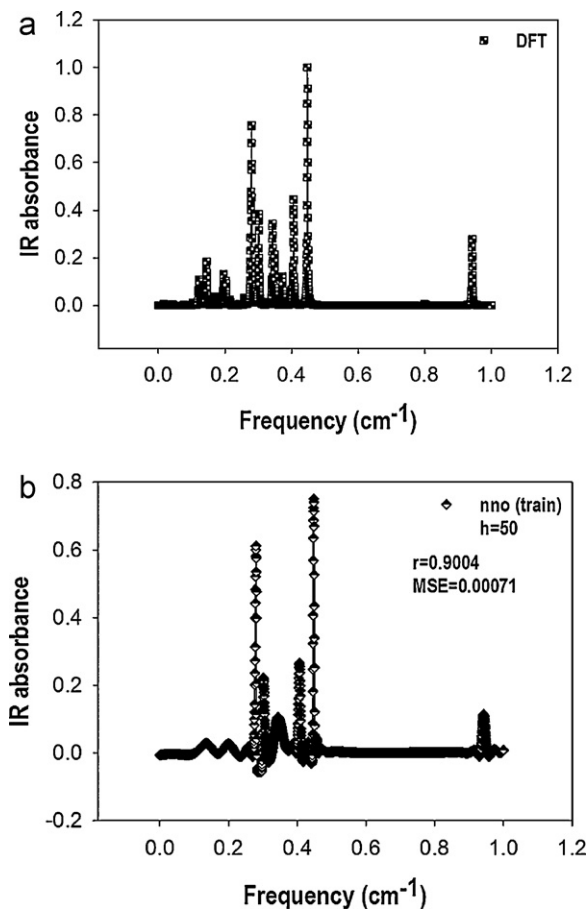 a
1.2
1.0
0.8
0.6
0.4
0.2
0.0
IR absorbance
DFT
0.0 0.2 0.4 0.6 0.8 1.0 1.2
Frequency (cm⁻¹)
b
0.8
0.6
0.4
0.2
0.0
-0.2
IR absorbance
nno (train)
h=50
r=0.9004
MSE=0.00071
0.0 0.2 0.4 0.6 0.8 1.0 1.2
Frequency (cm⁻¹)